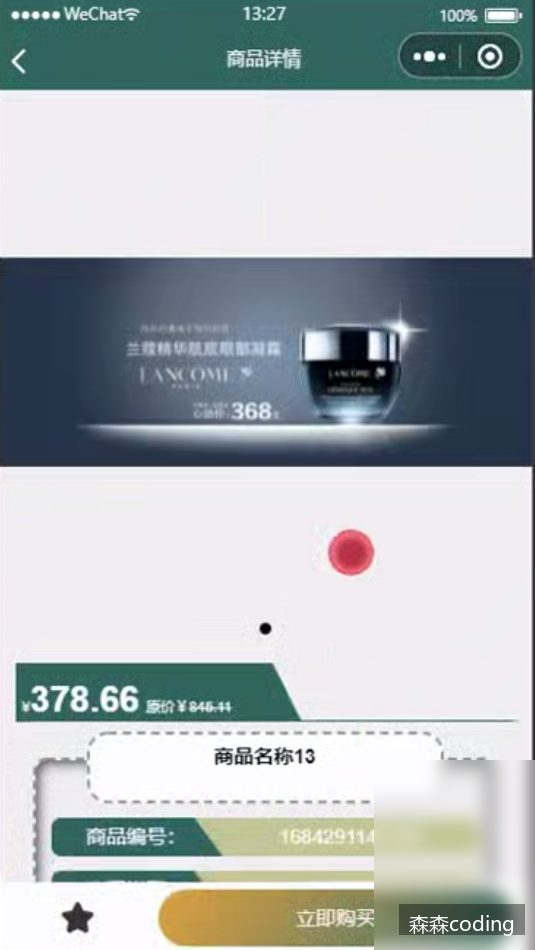 ●●●●● WeChat 13:27 100%
商品详情
兰蔻精华肌底眼部凝霜
LANCOME
PARIS
368
LANCOME
¥378.66 原价¥845.11
商品名称13
商品编号： 16842911
立即购买
森森coding